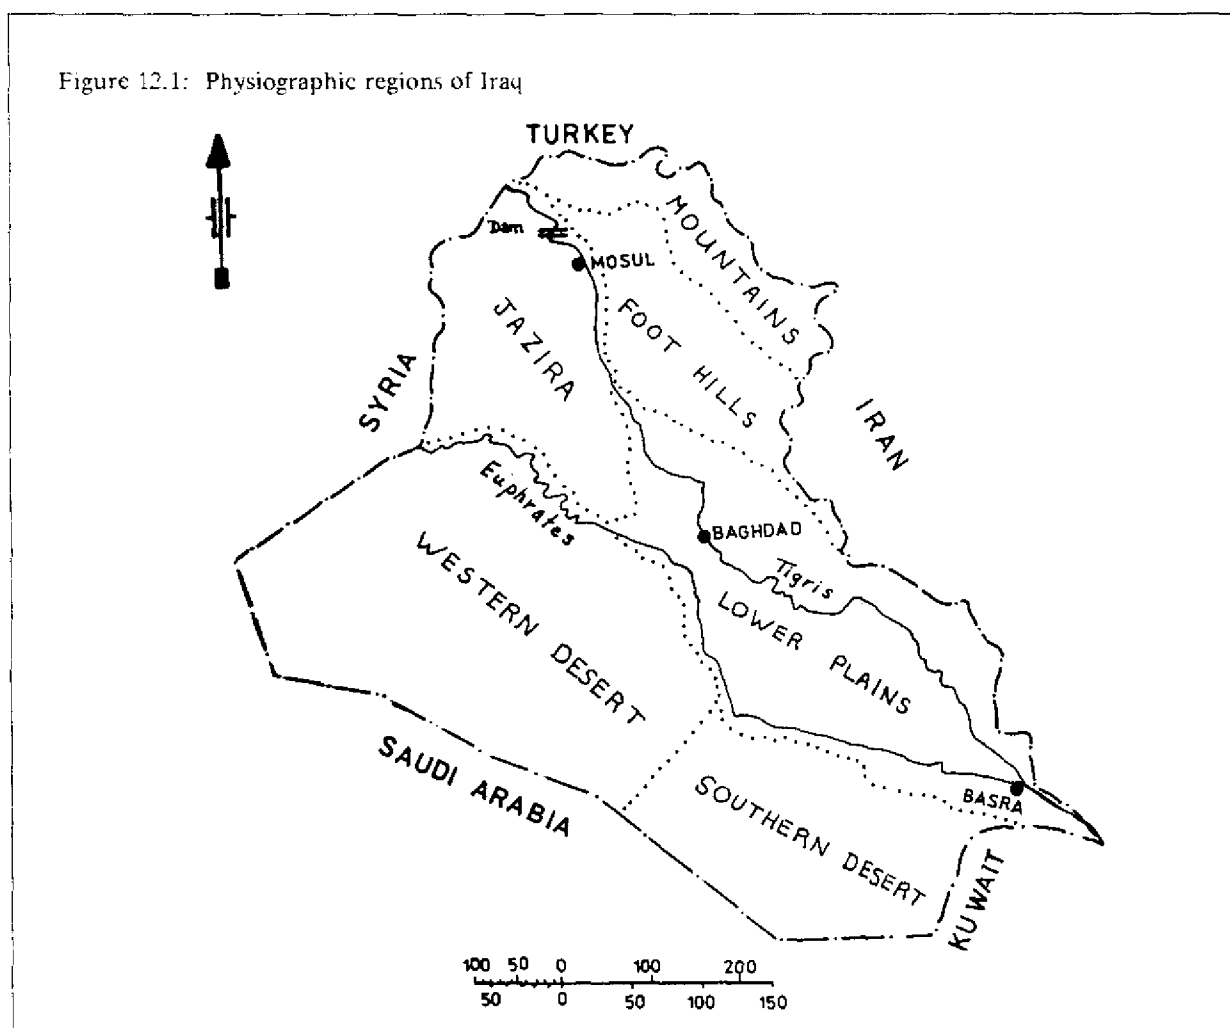 Figure 12.1: Physiographic regions of Iraq
TURKEY
MOUNTAINS
Dam
MOSUL
FOOT HILLS
JAZIRA
SYRIA
IRAN
Euphrates
BAGHDAD
Tigris
WESTERN DESERT
LOWER PLAINS
SAUDI ARABIA
SOUTHERN DESERT
BASRA
KUWAIT
100 50 0 100 200
50 0 50 100 150